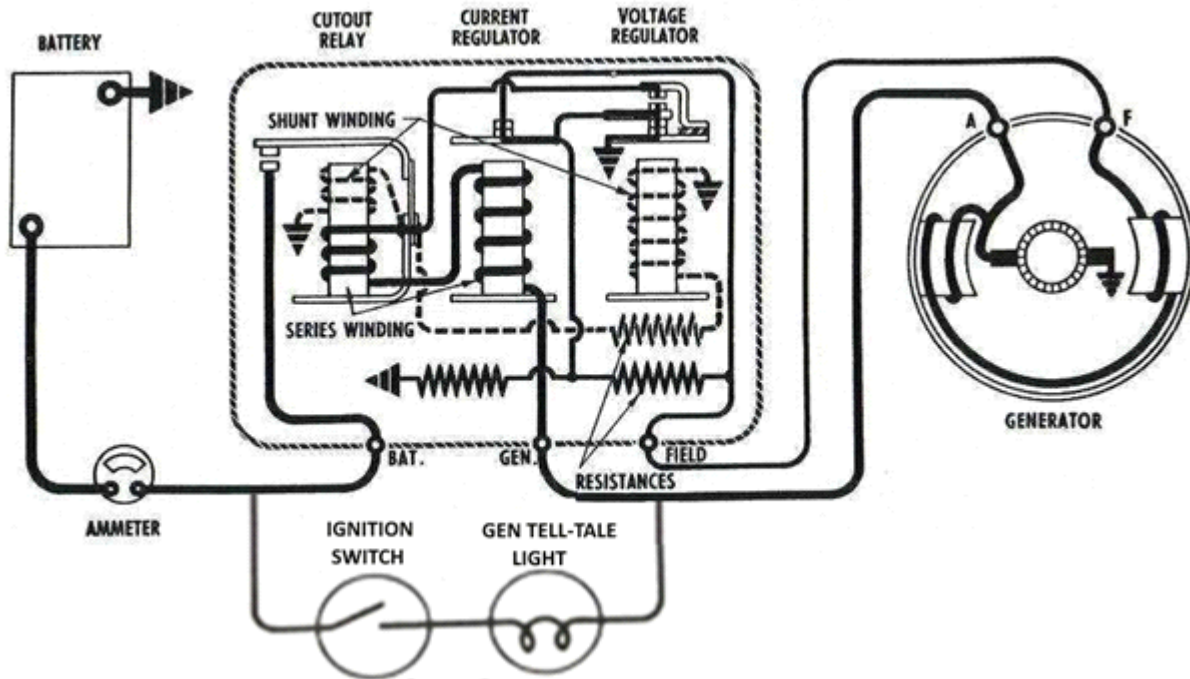 CUTOUT
RELAY
CURRENT
REGULATOR
VOLTAGE
REGULATOR
BATTERY
SHUNT WINDING
A
F
SERIES WINDING
GENERATOR
BAT.
GEN.
FIELD
RESISTANCES
AMMETER
IGNITION
SWITCH
GEN TELL-TALE
LIGHT